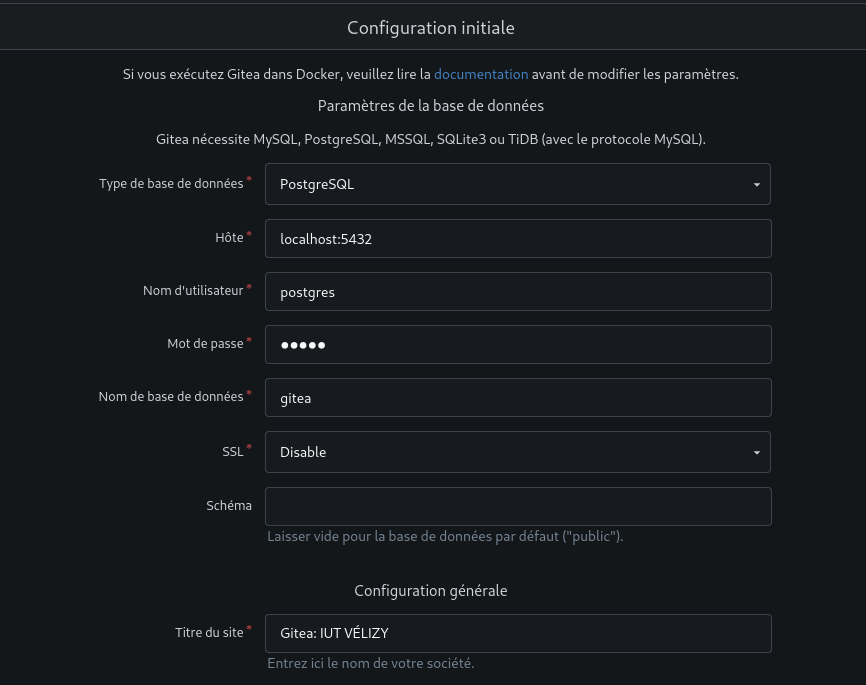 Configuration initiale
Si vous exécutez Gitea dans Docker, veuillez lire la documentation avant de modifier les paramètres.
Paramètres de la base de données
Gitea nécessite MySQL, PostgreSQL, MSSQL, SQLite3 ou TiDB (avec le protocole MySQL).
Type de base de données * PostgreSQL
Hôte * localhost:5432
Nom d'utilisateur * postgres
Mot de passe * ●●●●●
Nom de base de données * gitea
SSL * Disable
Schéma
Laisser vide pour la base de données par défaut ("public").
Configuration générale
Titre du site * Gitea: IUT VÉLIZY
Entrez ici le nom de votre société.